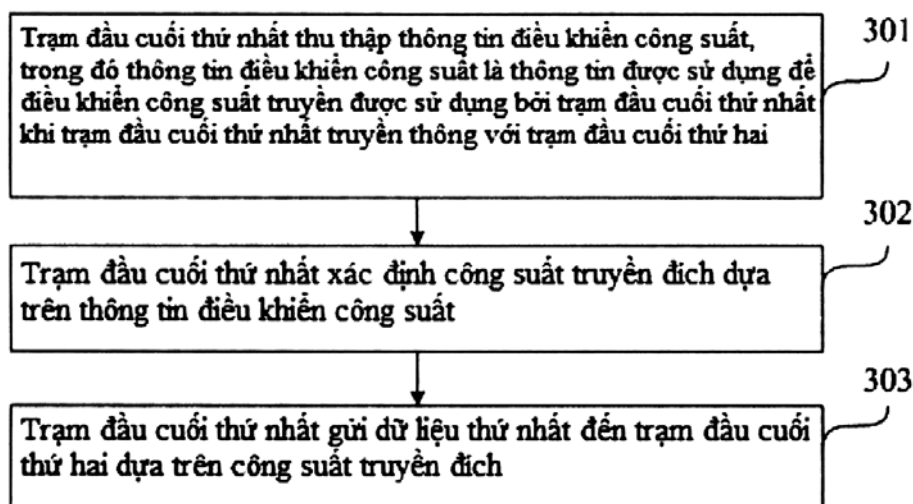 Trạm đầu cuối thứ nhất thu thập thông tin điều khiển công suất,
trong đó thông tin điều khiển công suất là thông tin được sử dụng để
điều khiển công suất truyền được sử dụng bởi trạm đầu cuối thứ nhất
khi trạm đầu cuối thứ nhất truyền thông với trạm đầu cuối thứ hai
301
Trạm đầu cuối thứ nhất xác định công suất truyền đích dựa
trên thông tin điều khiển công suất
302
Trạm đầu cuối thứ nhất gửi dữ liệu thứ nhất đến trạm đầu cuối
thứ hai dựa trên công suất truyền đích
303